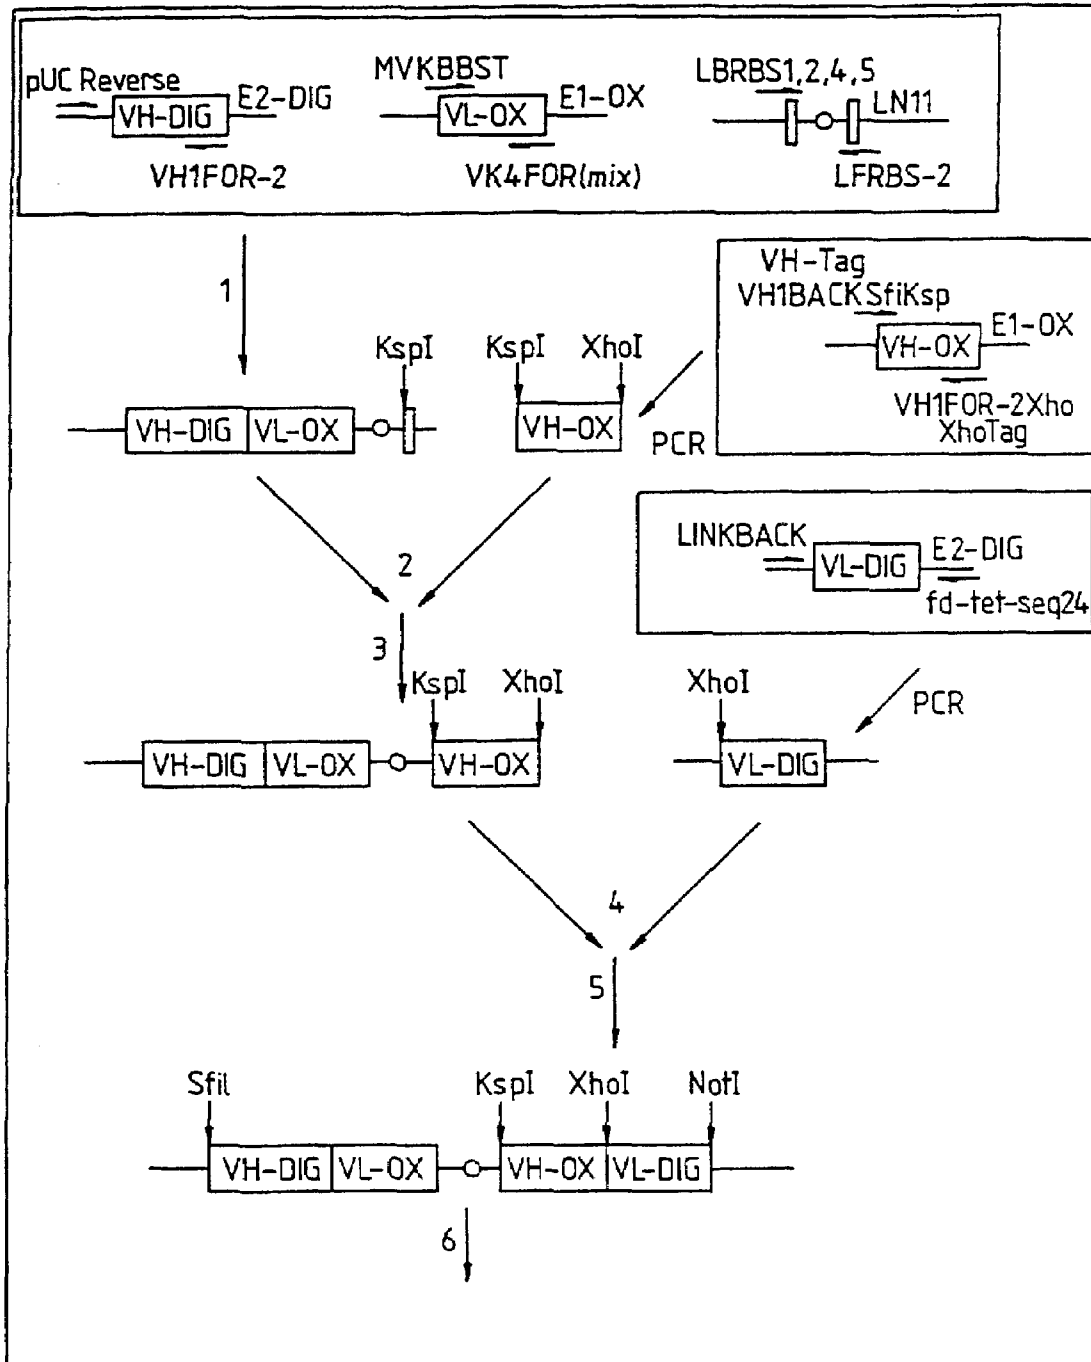 pUC Reverse
VH-DIG
E2-DIG
VH1FOR-2
MVKBBST
VL-OX
E1-OX
VK4FOR(mix)
LBRBS1,2,4,5
LN11
LFRBS-2
1
VH-Tag
VH1BACKSfiKsp
VH-OX
E1-OX
VH1FOR-2Xho
XhoTag
KspI
KspI
XhoI
VH-DIG
VL-OX
VH-OX
PCR
2
LINKBACK
VL-DIG
E2-DIG
fd-tet-seq24
3
KspI
XhoI
XhoI
PCR
VH-DIG
VL-OX
VH-OX
VL-DIG
4
5
SfiI
KspI
XhoI
NotI
VH-DIG
VL-OX
VH-OX
VL-DIG
6